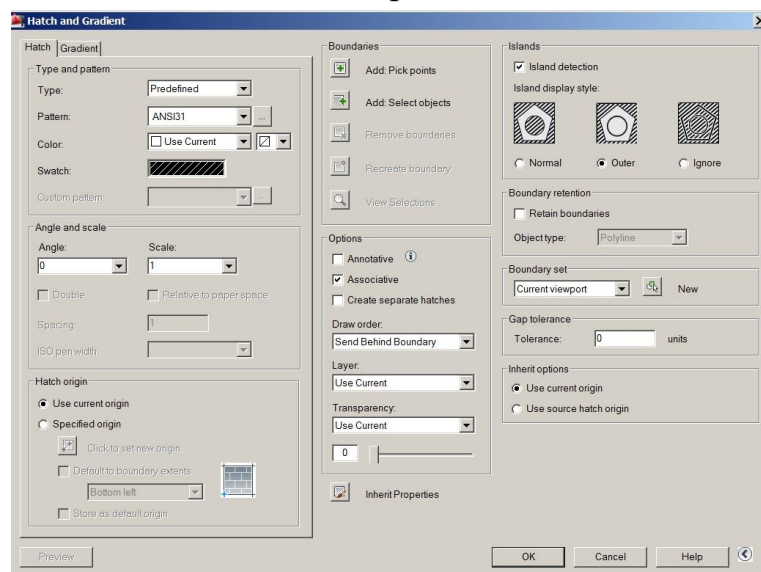 Hatch and Gradient
Hatch
Gradient
Type and pattern
Type:
Predefined
Pattern:
ANSI31
...
Color:
Use Current
Swatch:
Custom pattern:
...
Angle and scale
Angle:
Scale:
0
1
Double
Relative to paper space
Spacing:
1
ISO pen width:
Hatch origin
Use current origin
Specified origin
Click to set new origin
Default to boundary extents
Bottom left
Store as default origin
Preview
Boundaries
Add: Pick points
Add: Select objects
Remove boundaries
Recreate boundary
View Selections
Options
Annotative
Associative
Create separate hatches
Draw order:
Send Behind Boundary
Layer:
Use Current
Transparency:
Use Current
0
Inherit Properties
Islands
Island detection
Island display style:
Normal
Outer
Ignore
Boundary retention
Retain boundaries
Object type:
Polyline
Boundary set
Current viewport
New
Gap tolerance
Tolerance:
0
units
Inherit options
Use current origin
Use source hatch origin
OK
Cancel
Help